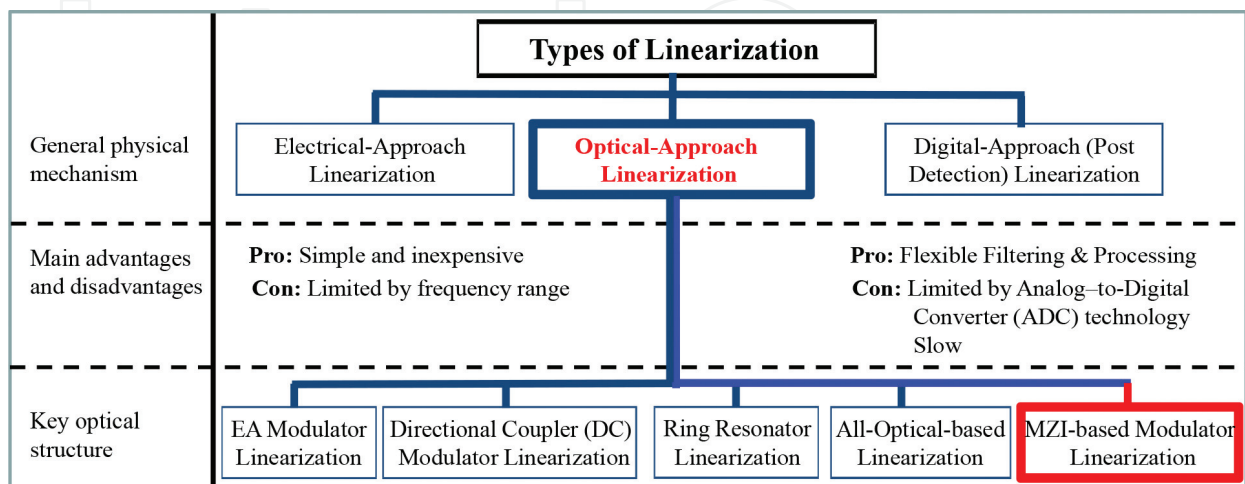 Types of Linearization
General physical
mechanism
Electrical-Approach
Linearization
Optical-Approach
Linearization
Digital-Approach (Post
Detection) Linearization
Main advantages
and disadvantages
Pro: Simple and inexpensive
Con: Limited by frequency range
Pro: Flexible Filtering & Processing
Con: Limited by Analog–to-Digital
Converter (ADC) technology
Slow
Key optical
structure
EA Modulator
Linearization
Directional Coupler (DC)
Modulator Linearization
Ring Resonator
Linearization
All-Optical-based
Linearization
MZI-based Modulator
Linearization